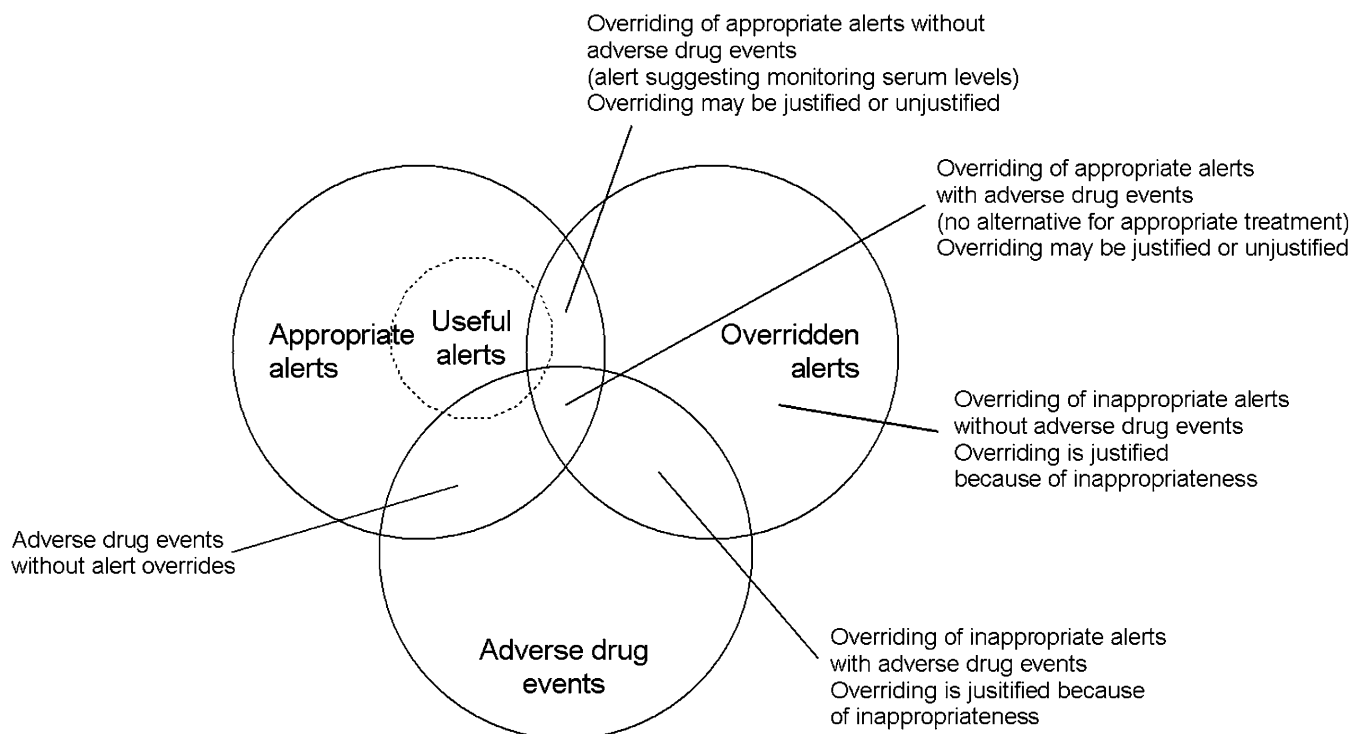 Overriding of appropriate alerts without
adverse drug events
(alert suggesting monitoring serum levels)
Overriding may be justified or unjustified
Overriding of appropriate alerts
with adverse drug events
(no alternative for appropriate treatment)
Overriding may be justified or unjustified
Appropriate
alerts
Useful
alerts
Overridden
alerts
Overriding of inappropriate alerts
without adverse drug events
Overriding is justified
because of inappropriateness
Adverse drug events
without alert overrides
Adverse drug
events
Overriding of inappropriate alerts
with adverse drug events
Overriding is jusitified because
of inappropriateness